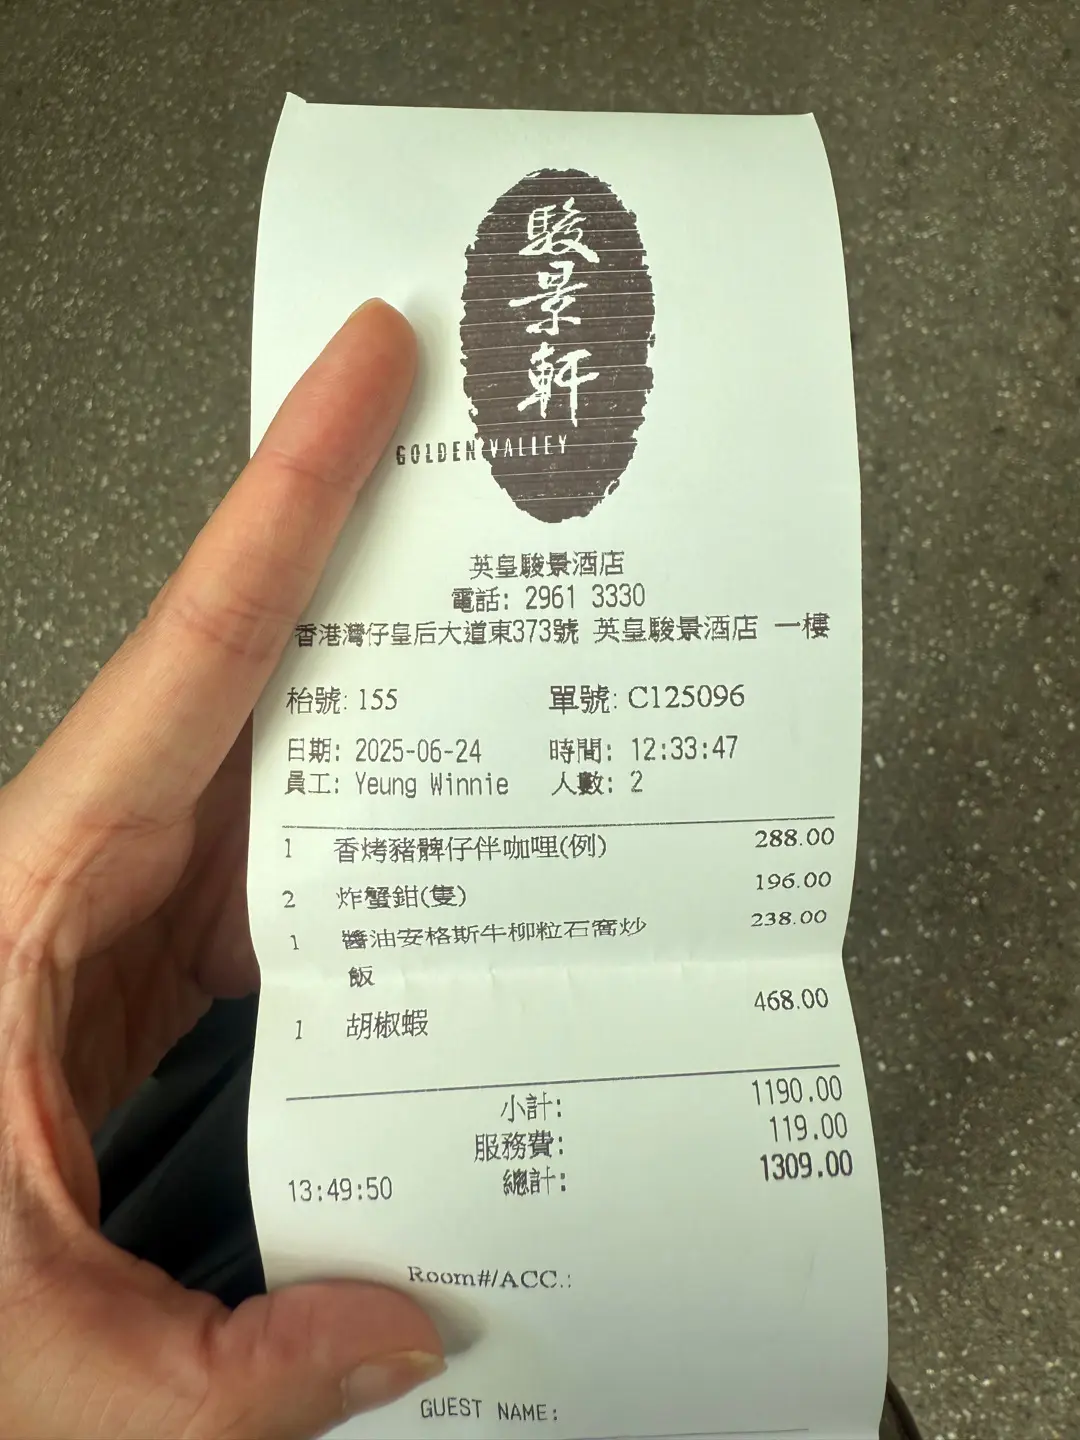 駿景軒
GOLDEN VALLEY
英皇駿景酒店
電話: 2961 3330
香港灣仔皇后大道東373號 英皇駿景酒店 一樓
枱號: 155 單號: C125096
日期: 2025-06-24 時間: 12:33:47
員工: Yeung Winnie 人數: 2
1 香烤豬髀仔伴咖哩(例) 288.00
2 炸蟹鉗(隻) 196.00
1 醬油安格斯牛柳粒石窩炒 238.00
飯
1 胡椒蝦 468.00
小計: 1190.00
服務費: 119.00
13:49:50 總計: 1309.00
Room#/ACC.:
GUEST NAME: